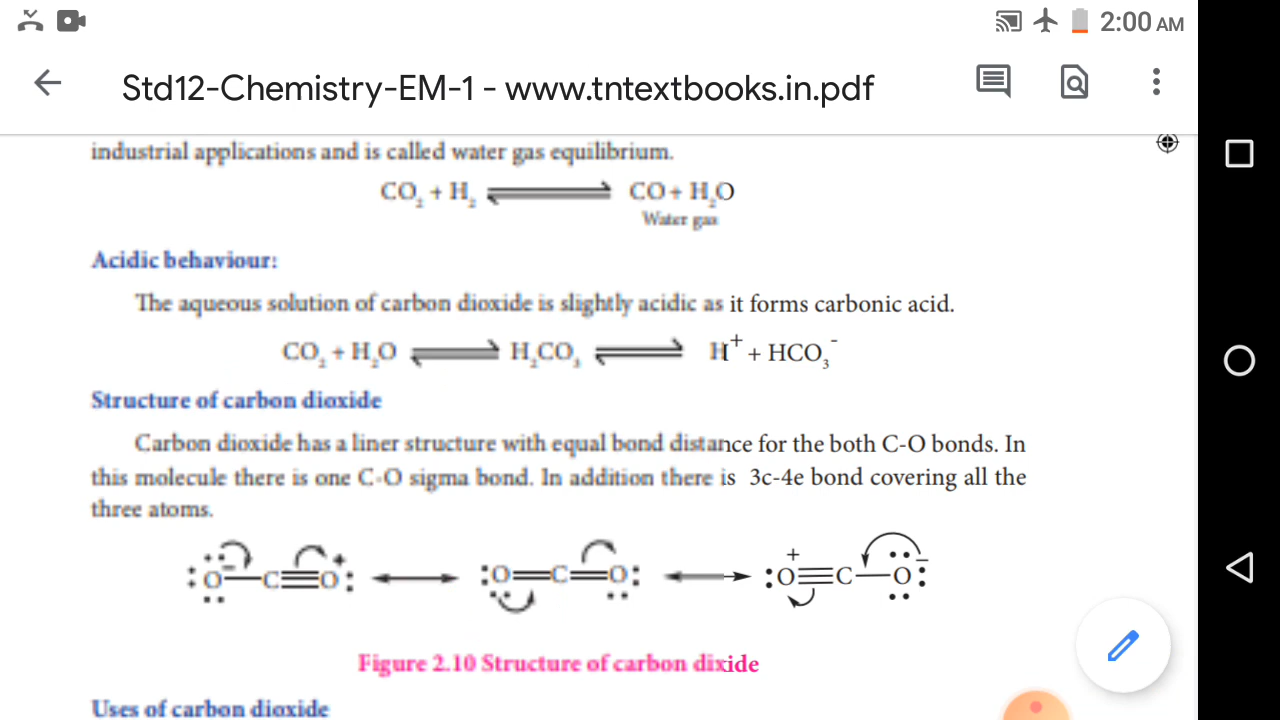 2:00 AM
Std12-Chemistry-EM-1 - www.tntextbooks.in.pdf
industrial applications and is called water gas equilibrium.
CO₂ + H₂ ⇌ CO + H₂O
Water gas
Acidic behaviour:
The aqueous solution of carbon dioxide is slightly acidic as it forms carbonic acid.
CO₂ + H₂O ⇌ H₂CO₃ ⇌ H⁺ + HCO₃⁻
Structure of carbon dioxide
Carbon dioxide has a liner structure with equal bond distance for the both C-O bonds. In
this molecule there is one C-O sigma bond. In addition there is 3c-4e bond covering all the
three atoms.
:O⁻—C≡O⁺: ↔ :O=C=O: ↔ :O⁺≡C—O⁻:
Figure 2.10 Structure of carbon dixide
Uses of carbon dioxide